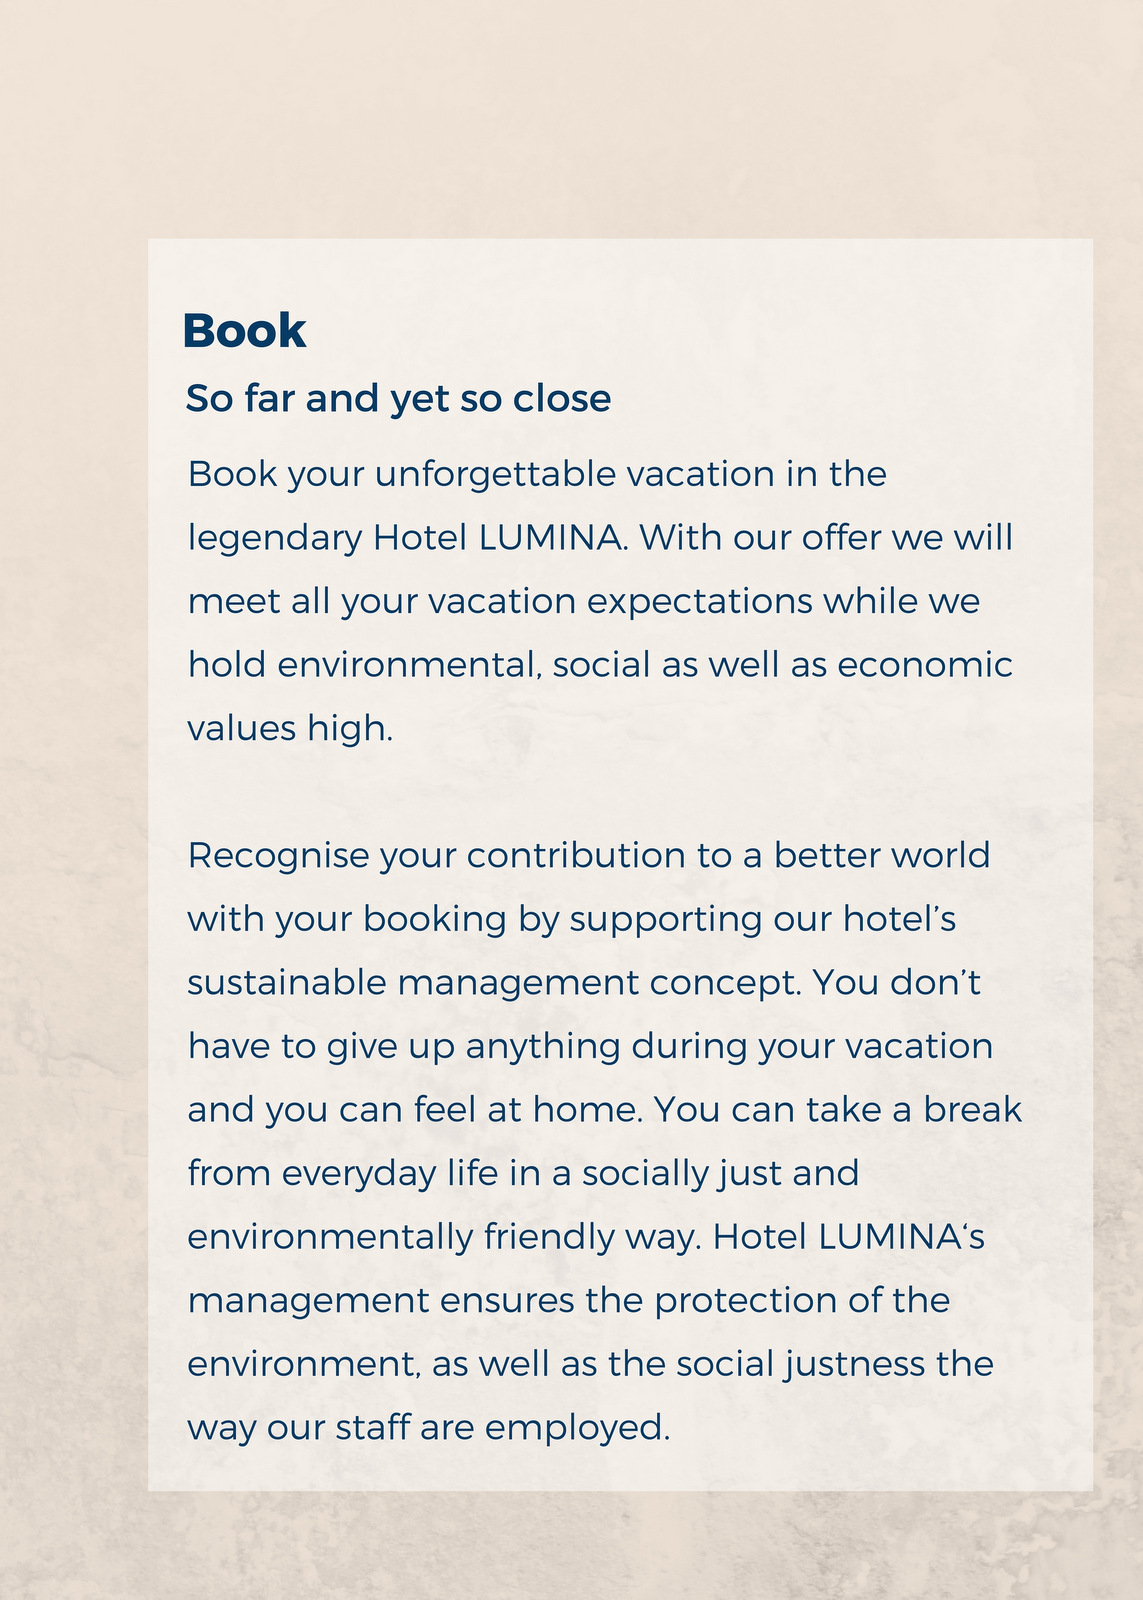 Book
So far and yet so close
Book your unforgettable vacation in the
legendary Hotel LUMINA. With our offer we will
meet all your vacation expectations while we
hold environmental, social as well as economic
values high.
Recognise your contribution to a better world
with your booking by supporting our hotel’s
sustainable management concept. You don’t
have to give up anything during your vacation
and you can feel at home. You can take a break
from everyday life in a socially just and
environmentally friendly way. Hotel LUMINA‘s
management ensures the protection of the
environment, as well as the social justness the
way our staff are employed.